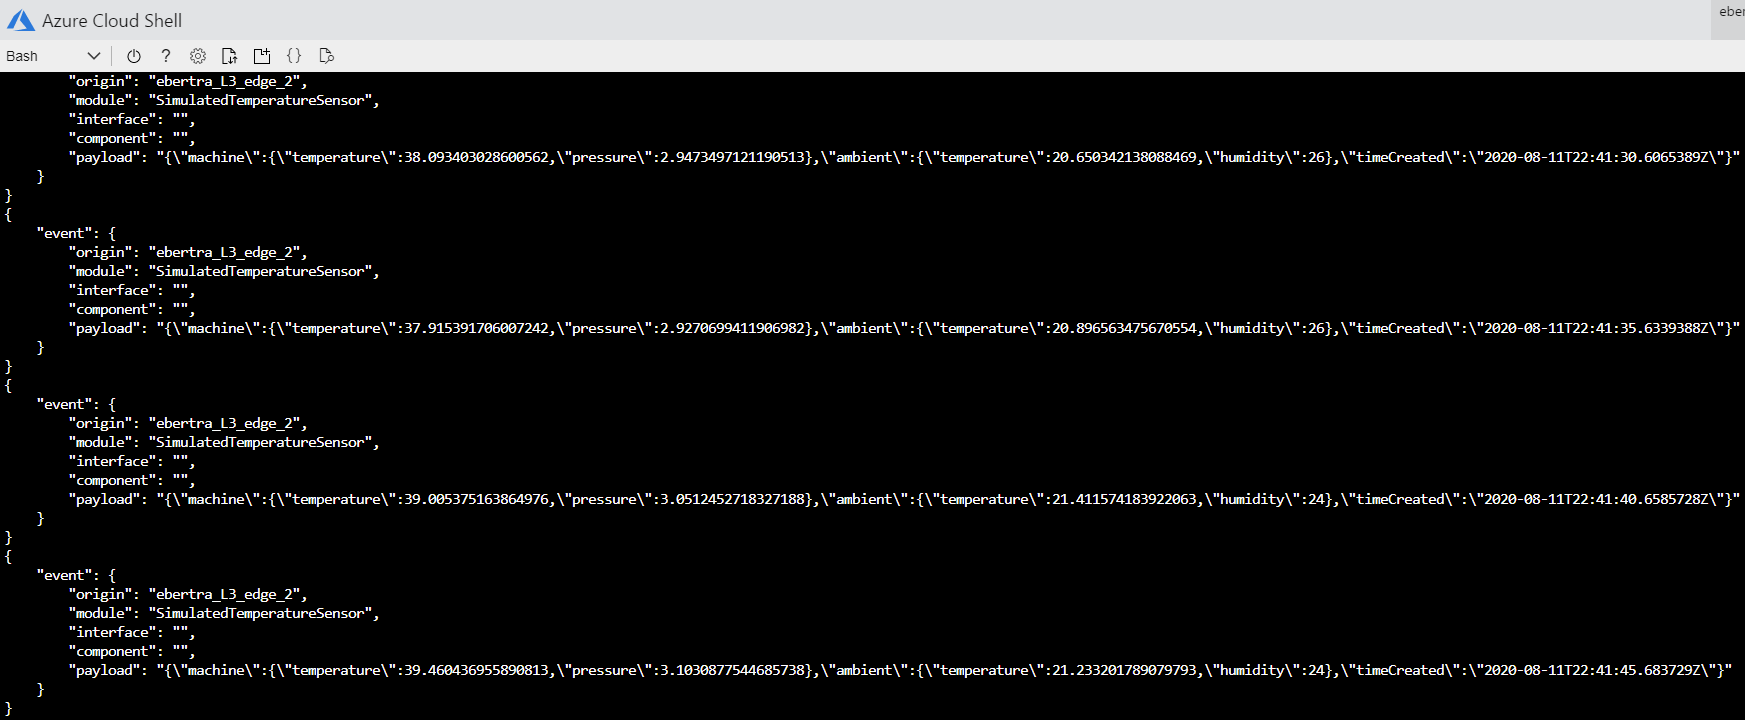 Azure Cloud Shell
eber
Bash
?
{}
        "origin": "ebertra_L3_edge_2",
        "module": "SimulatedTemperatureSensor",
        "interface": "",
        "component": "",
        "payload": "{\"machine\":{\"temperature\":38.093403028600562,\"pressure\":2.9473497121190513},\"ambient\":{\"temperature\":20.650342138088469,\"humidity\":26},\"timeCreated\":\"2020-08-11T22:41:30.6065389Z\"}"
    }
}
{
    "event": {
        "origin": "ebertra_L3_edge_2",
        "module": "SimulatedTemperatureSensor",
        "interface": "",
        "component": "",
        "payload": "{\"machine\":{\"temperature\":37.915391706007242,\"pressure\":2.9270699411906982},\"ambient\":{\"temperature\":20.896563475670554,\"humidity\":26},\"timeCreated\":\"2020-08-11T22:41:35.6339388Z\"}"
    }
}
{
    "event": {
        "origin": "ebertra_L3_edge_2",
        "module": "SimulatedTemperatureSensor",
        "interface": "",
        "component": "",
        "payload": "{\"machine\":{\"temperature\":39.005375163864976,\"pressure\":3.0512452718327188},\"ambient\":{\"temperature\":21.411574183922063,\"humidity\":24},\"timeCreated\":\"2020-08-11T22:41:40.6585728Z\"}"
    }
}
{
    "event": {
        "origin": "ebertra_L3_edge_2",
        "module": "SimulatedTemperatureSensor",
        "interface": "",
        "component": "",
        "payload": "{\"machine\":{\"temperature\":39.460436955890813,\"pressure\":3.1030877544685738},\"ambient\":{\"temperature\":21.233201789079793,\"humidity\":24},\"timeCreated\":\"2020-08-11T22:41:45.683729Z\"}"
    }
}